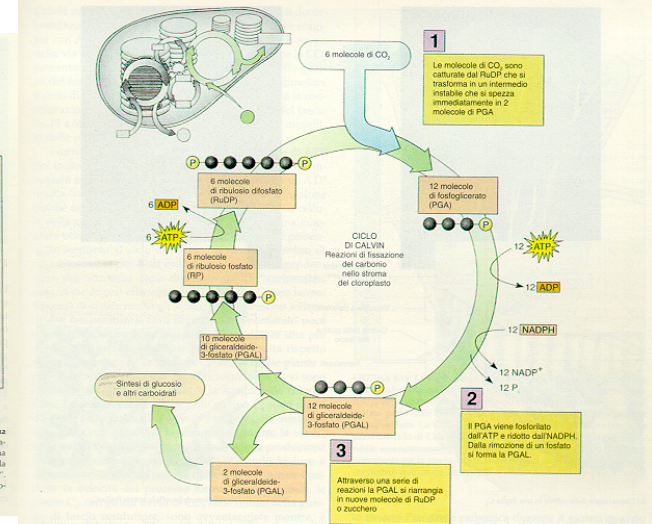 6 molecole di CO₂
1
Le molecole di CO₂ sono
catturate dal RuDP che si
trasforma in un intermedio
instabile che si spezza
immediatamente in 2
molecole di PGA
P
P
6 molecole
di ribulosio difosfato
(RuDP)
12 molecole
di fosfoglicerato
(PGA)
P
6 ADP
6 ATP
CICLO
DI CALVIN
Reazioni di fissazione
del carbonio
nello stroma
del cloroplasto
12 ATP
12 ADP
6 molecole
di ribulosio fosfato
(RP)
P
12 NADPH
12 NADP⁺
12 P
10 molecole
di gliceraldeide-
3-fosfato (PGAL)
P
Sintesi di glucosio
e altri carboidrati
12 molecole
di gliceraldeide-
3-fosfato (PGAL)
2
Il PGA viene fosforilato
dall'ATP e ridotto dall'NADPH.
Dalla rimozione di un fosfato
si forma la PGAL.
3
2 molecole
di gliceraldeide-
3-fosfato (PGAL)
Attraverso una serie di
reazioni la PGAL si riarrangia
in nuove molecole di RuDP
o zucchero